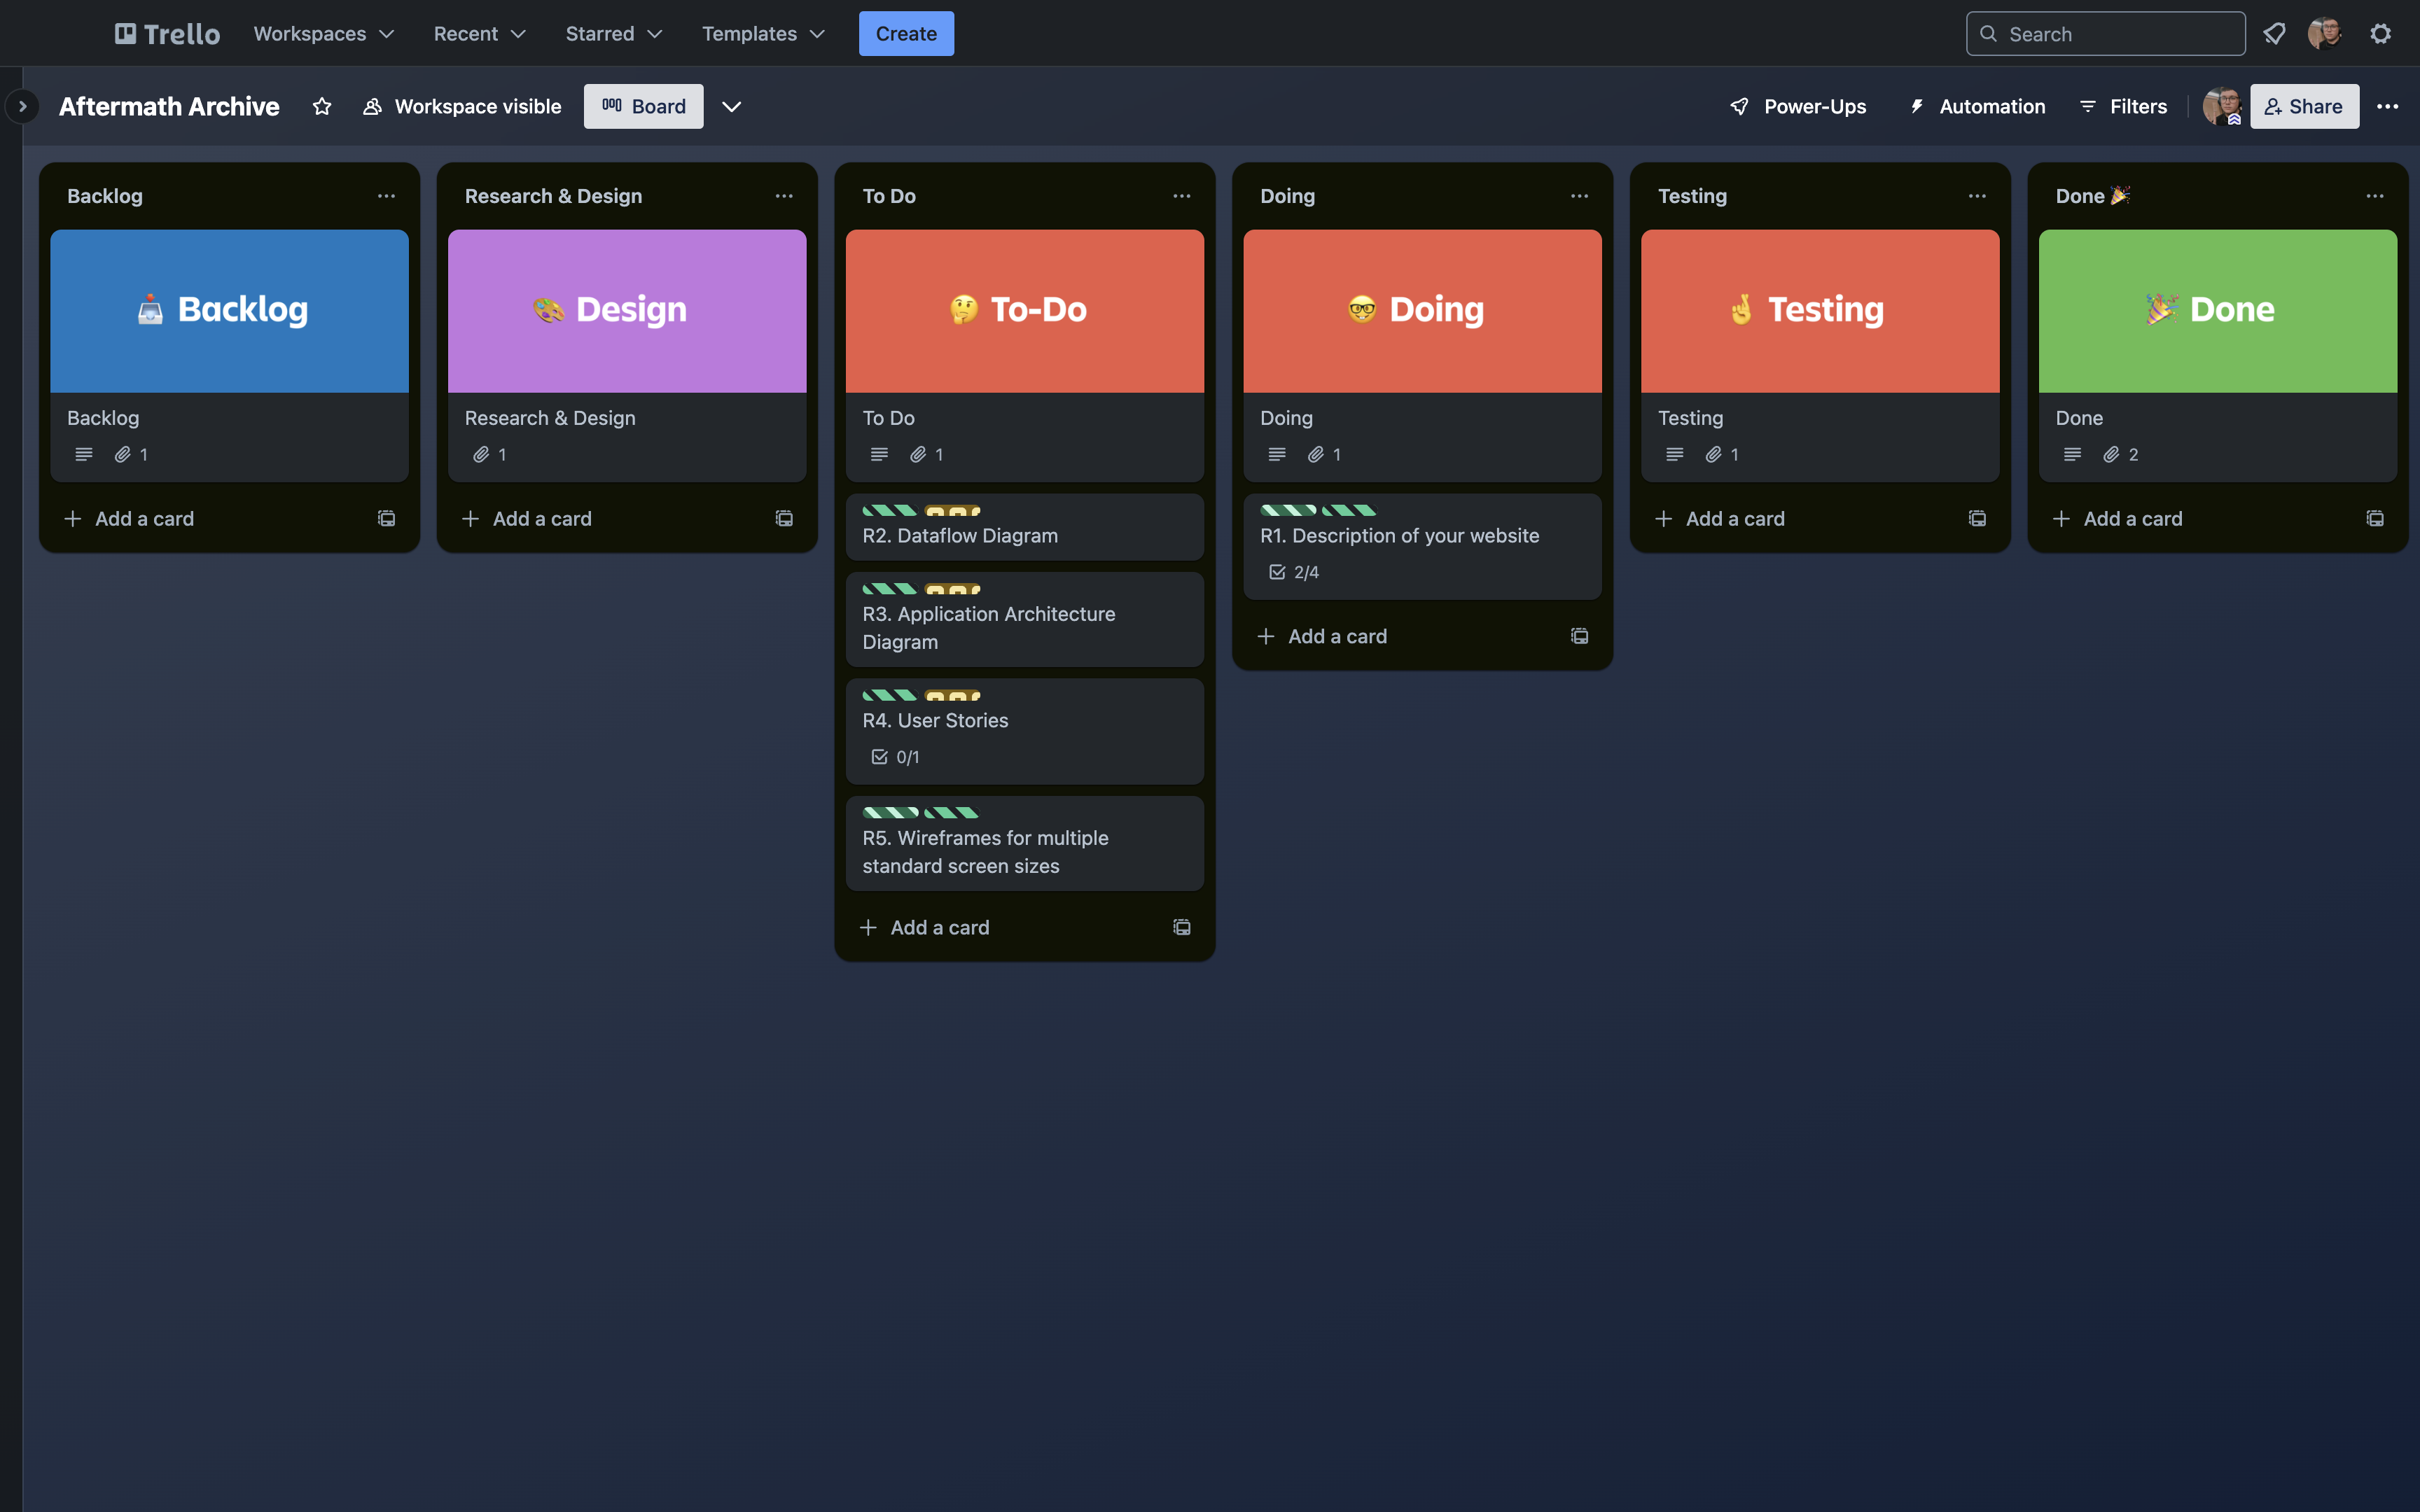 Trello Workspaces Recent Starred Templates Create Search
Aftermath Archive Workspace visible Board Power-Ups Automation Filters Share
Backlog
Backlog
Backlog
1
Add a card
Research & Design
Design
Research & Design
1
Add a card
To Do
To-Do
To Do
1
R2. Dataflow Diagram
R3. Application Architecture
Diagram
R4. User Stories
0/1
R5. Wireframes for multiple
standard screen sizes
Add a card
Doing
Doing
Doing
1
R1. Description of your website
2/4
Add a card
Testing
Testing
Testing
1
Add a card
Done
Done
Done
2
Add a card